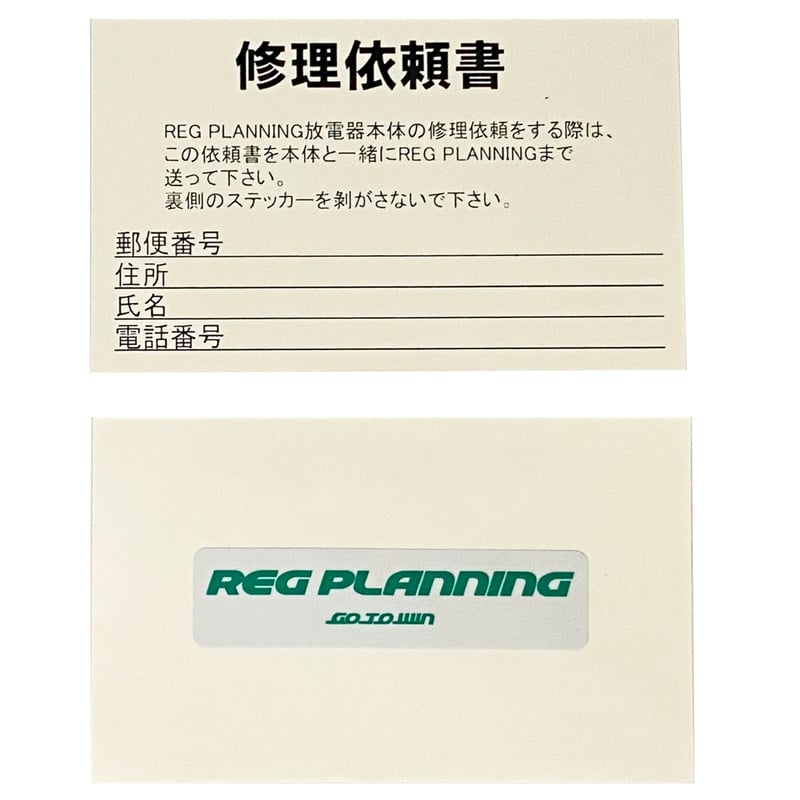 修理依頼書
REG PLANNING放電器本体の修理依頼をする際は、
この依頼書を本体と一緒にREG PLANNINGまで
送って下さい。
裏側のステッカーを剝がさないで下さい。
郵便番号
住所
氏名
電話番号
REG PLANNING
GO TO WIN